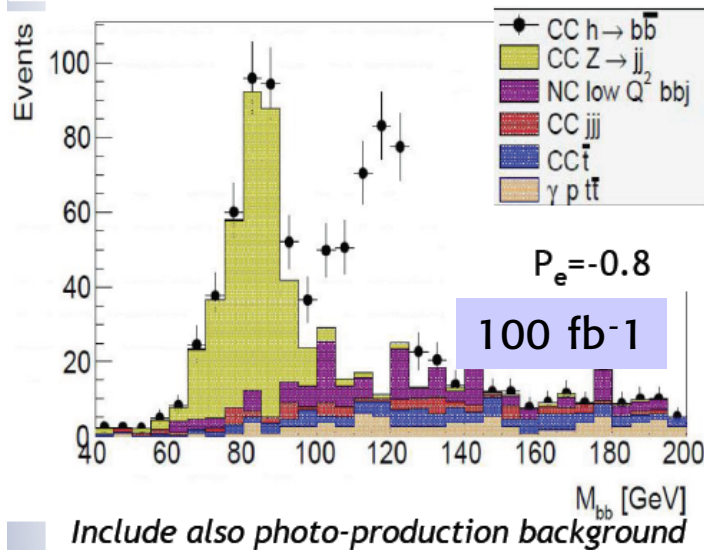 Events
100
80
60
40
20
0
40 60 80 100 120 140 160 180 200
M_bb [GeV]
CC h → bb̅
CC Z → jj
NC low Q² bbj
CC jjj
CC t̅
γ p tt̅
Pₑ=-0.8
100 fb-1
Include also photo-production background